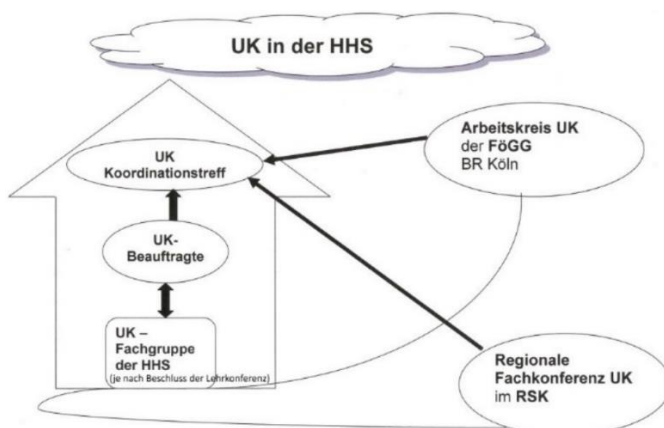 UK in der HHS
UK
Koordinationstreff
UK-
Beauftragte
UK –
Fachgruppe
der HHS
(je nach Beschluss der Lehrkonferenz)
Arbeitskreis UK
der FöGG
BR Köln
Regionale
Fachkonferenz UK
im RSK